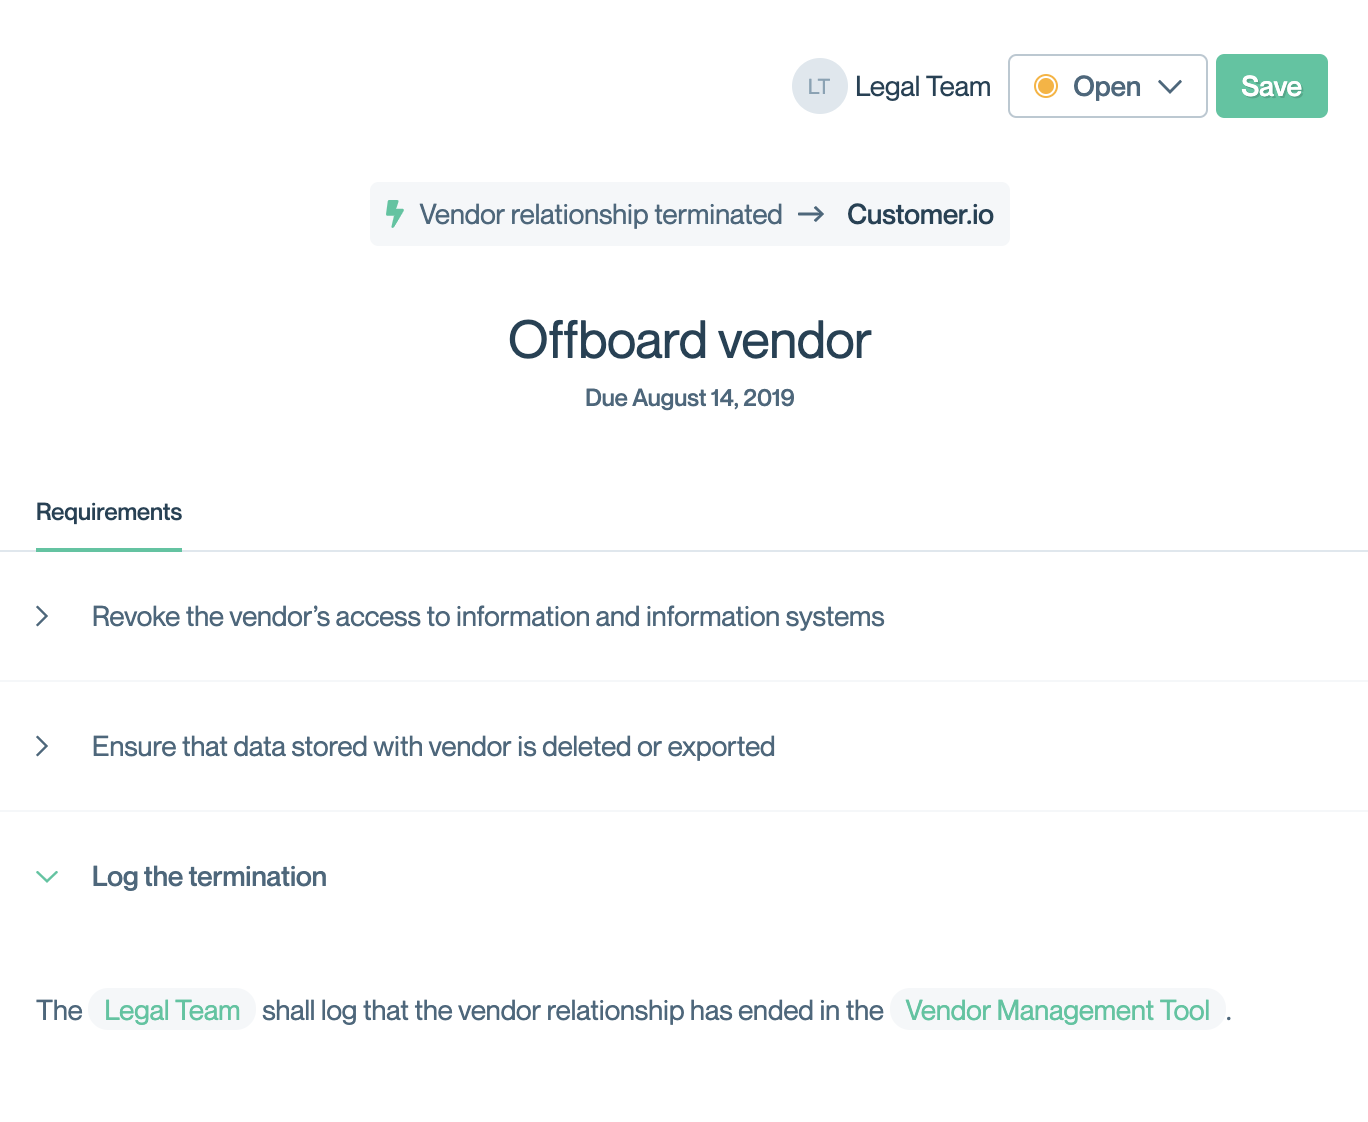 LT Legal Team Open Save
Vendor relationship terminated → Customer.io
Offboard vendor
Due August 14, 2019
Requirements
Revoke the vendor’s access to information and information systems
Ensure that data stored with vendor is deleted or exported
Log the termination
The Legal Team shall log that the vendor relationship has ended in the Vendor Management Tool.